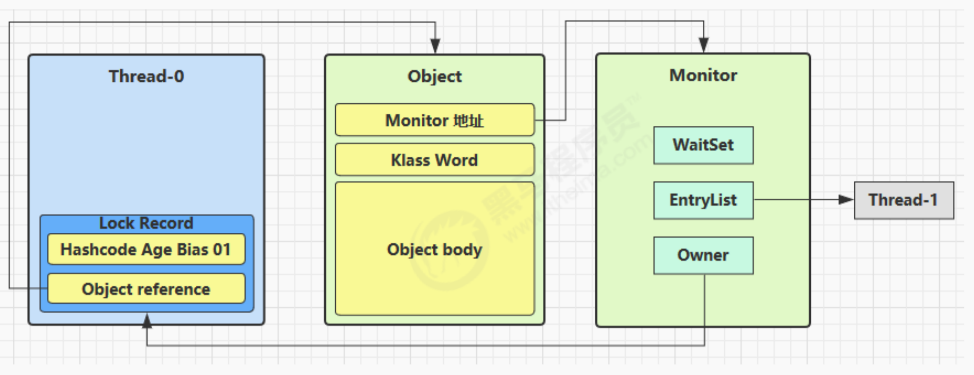 Thread-0
Lock Record
Hashcode Age Bias 01
Object reference
Object
Monitor 地址
Klass Word
Object body
Monitor
WaitSet
EntryList
Owner
Thread-1
黑马程序员
www.itheima.com